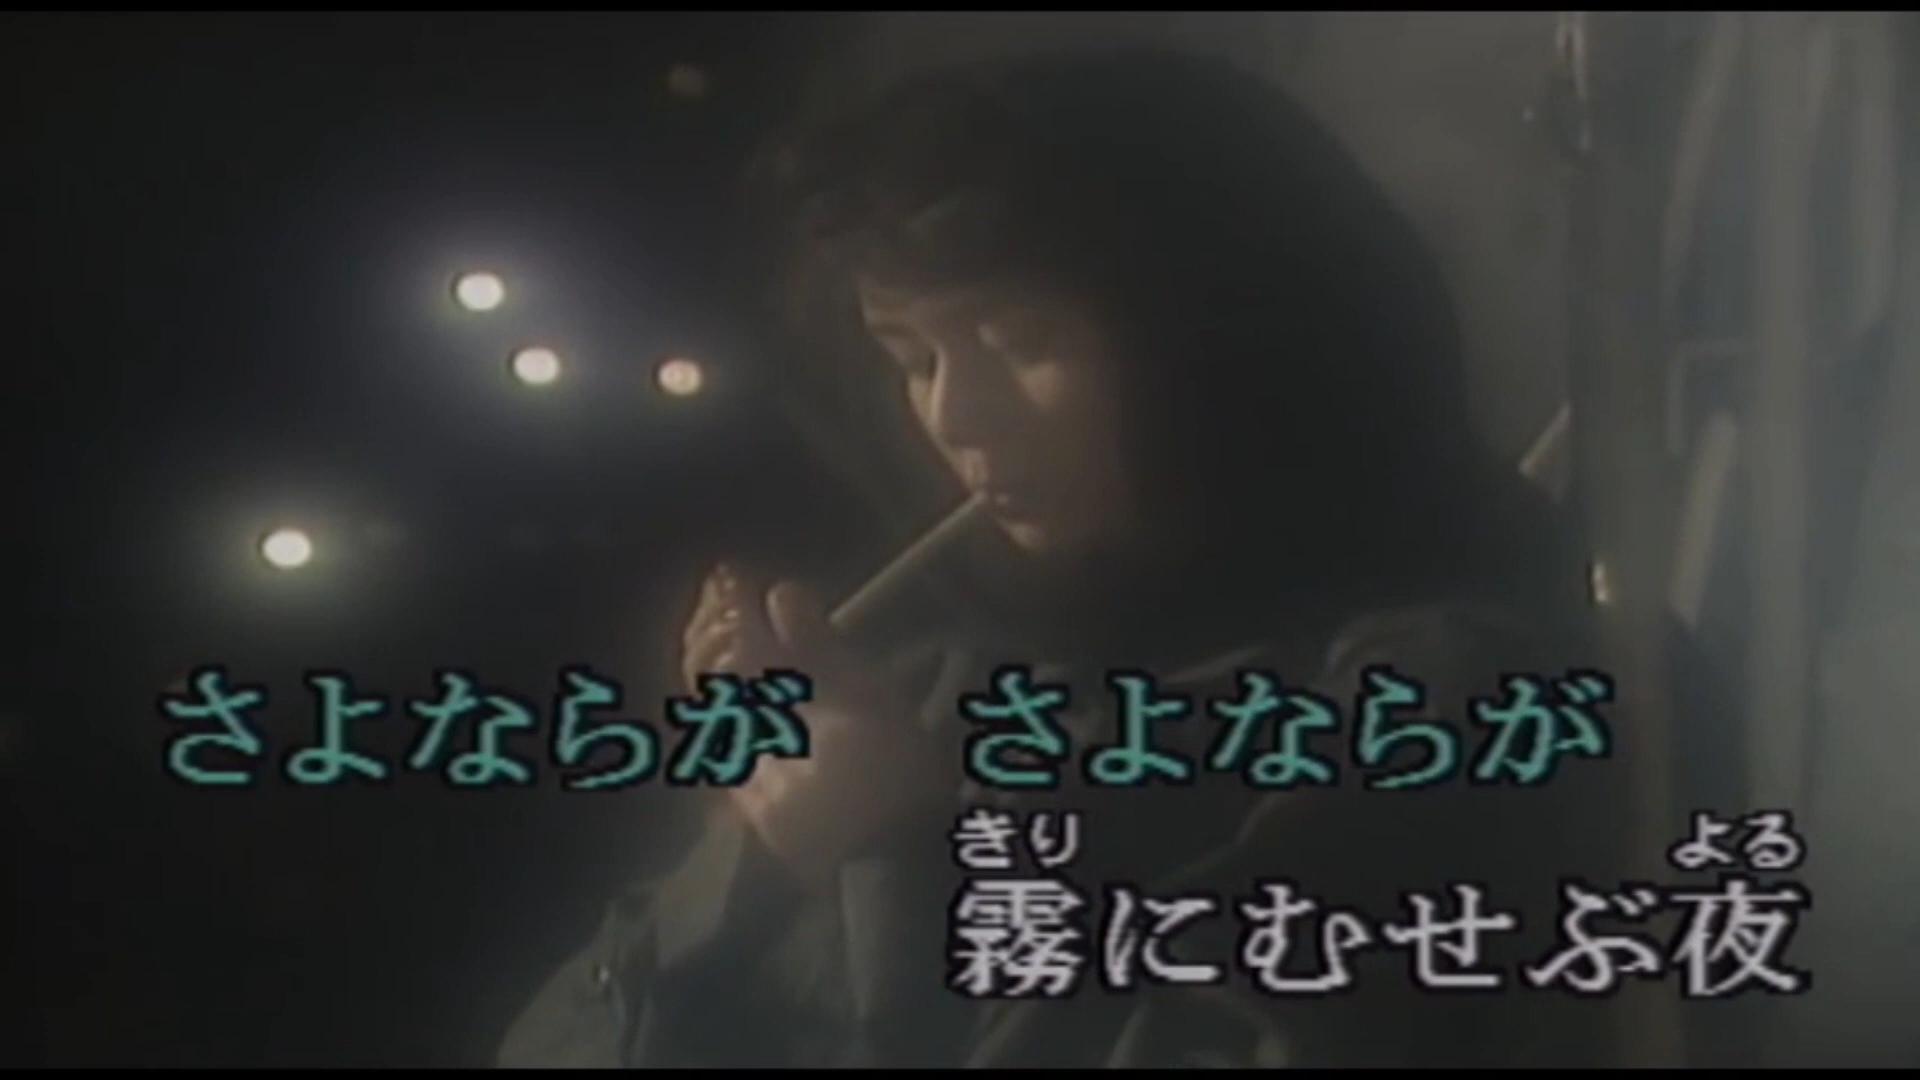 さよならが　さよならが
きり　よる
霧にむせぶ夜